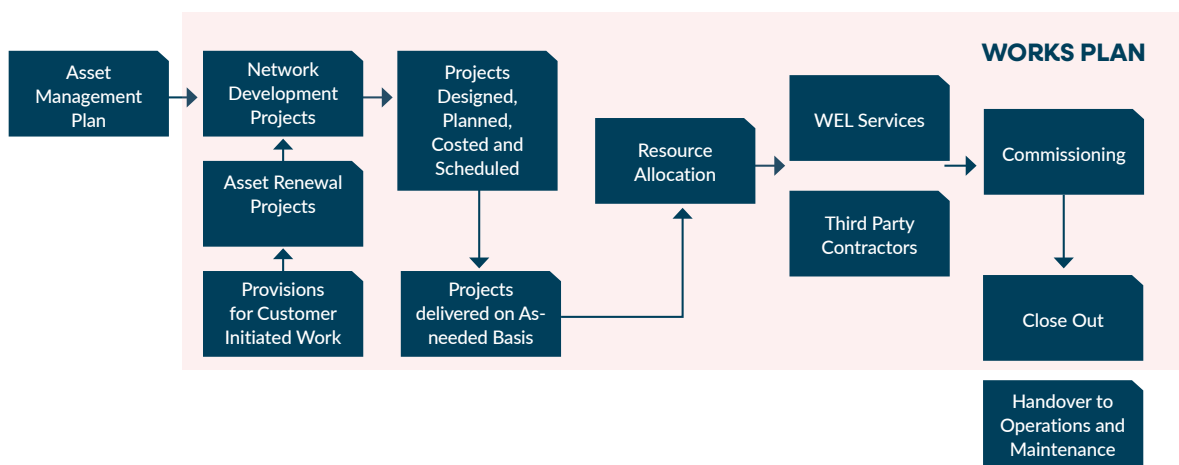 WORKS PLAN
Asset
Management
Plan
Network
Development
Projects
Asset Renewal
Projects
Provisions
for Customer
Initiated Work
Projects
Designed,
Planned,
Costed and
Scheduled
Projects
delivered on As-
needed Basis
Resource
Allocation
WEL Services
Third Party
Contractors
Commissioning
Close Out
Handover to
Operations and
Maintenance